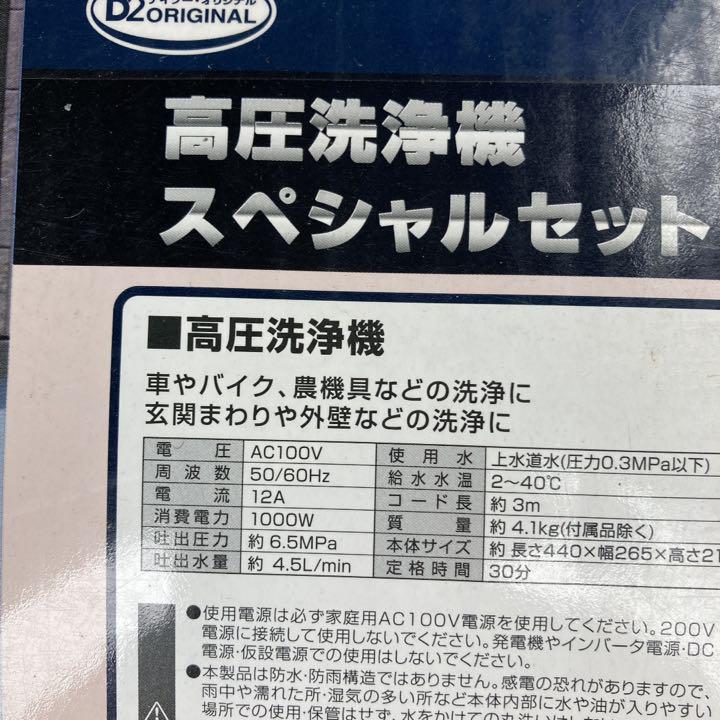 ディツー・オリジナル
D2ORIGINAL
高圧洗浄機
スペシャルセット
■高圧洗浄機
車やバイク、農機具などの洗浄に
玄関まわりや外壁などの洗浄に
電圧 AC100V 使用水 上水道水(圧力0.3MPa以下)
周波数 50/60Hz 給水水温 2〜40℃
電流 12A コード長 約3m
消費電力 1000W 質量 約4.1kg(付属品除く)
吐出圧力 約6.5MPa 本体サイズ 約 長さ440×幅265×高さ21
吐出水量 約4.5L/min 定格時間 30分
●使用電源は必ず家庭用AC100V電源を使用してください。200V
電源に接続して使用しないでください。発電機やインバータ電源・DC
電源・仮設電源での使用はしないでください。
●本製品は防水・防雨構造ではありません。感電の恐れがありますので、
雨中や濡れた所・湿気の多い所など本体内部に水や油が入りやすい
場所での使用・保管はせず、水をかけての丸洗いは